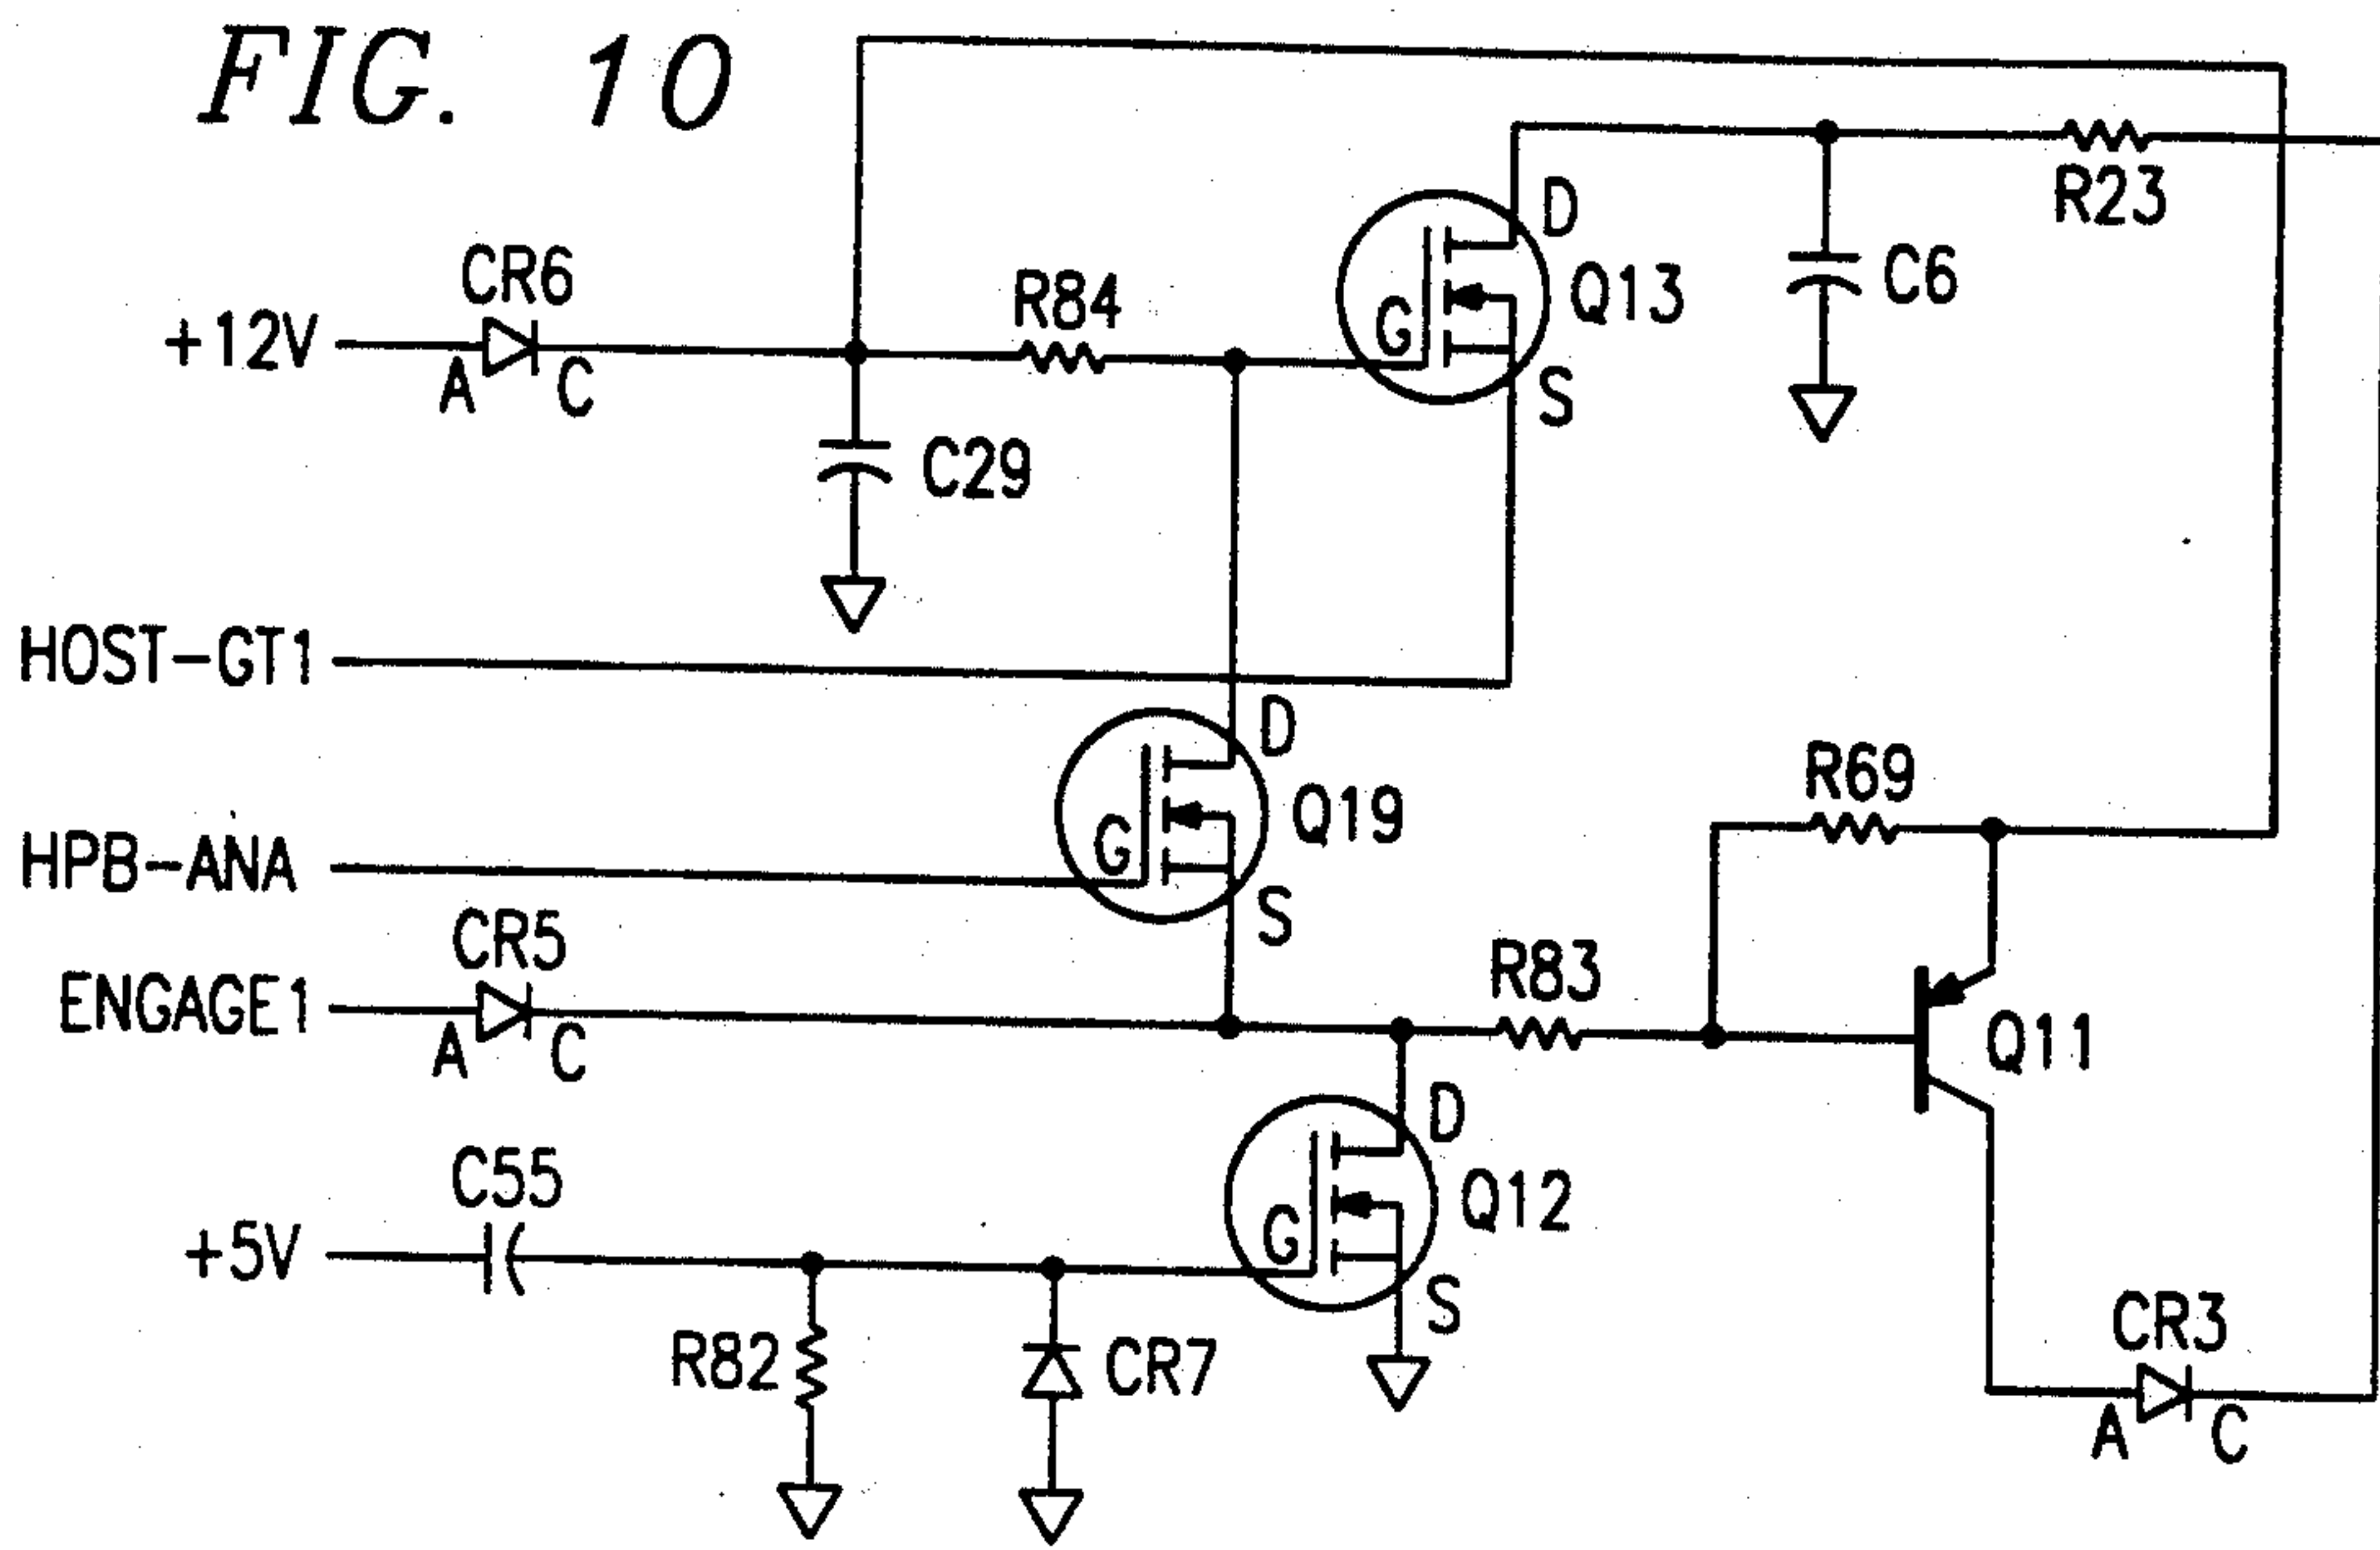 FIG. 10
R23
D
CR6
R84
G
Q13
C6
+12V
A
C
S
C29
HOST-GT1
D
R69
Q19
G
HPB-ANA
S
CR5
R83
ENGAGE1
A
C
Q11
D
C55
Q12
G
+5V
S
CR3
R82
CR7
A
C